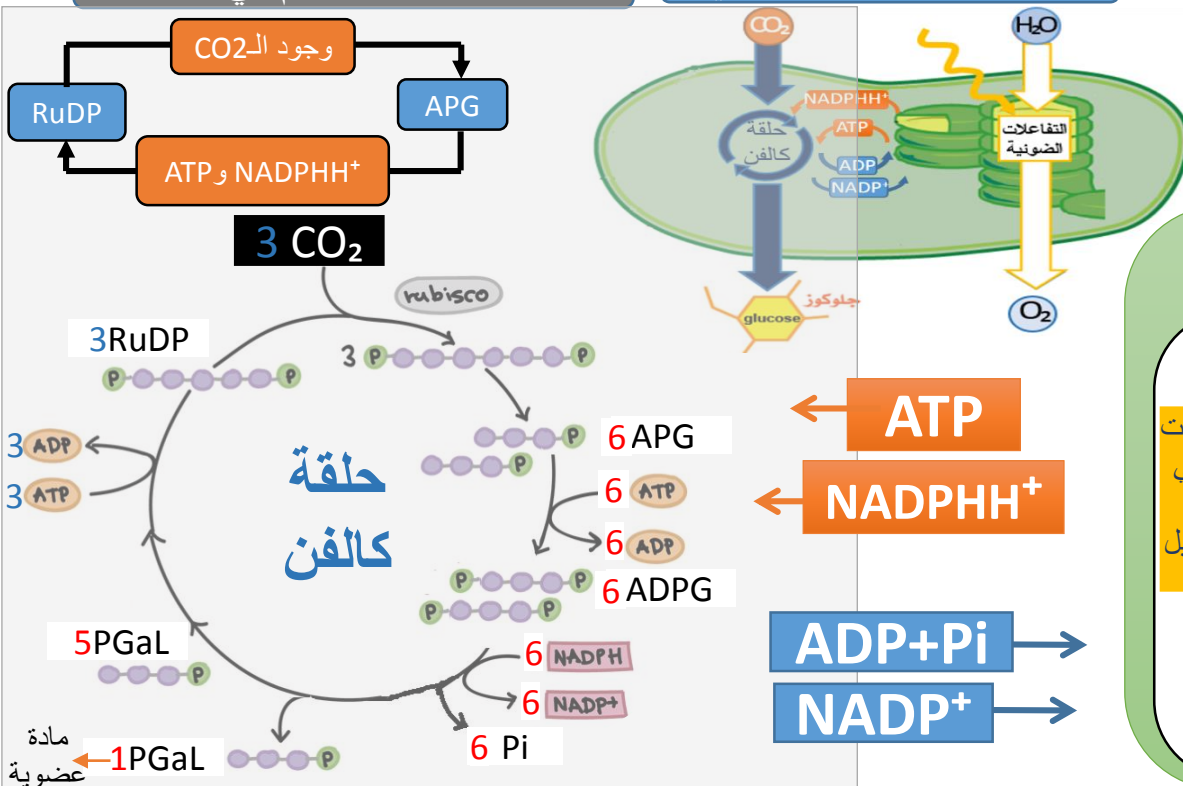 وجود الـCO2
RuDP
APG
NADPHH⁺ وATP
CO₂
H₂O
NADPHH⁺
ATP
ADP
NADP⁺
حلقة
كالفن
التفاعلات
الضوئية
جلوكوز
glucose
O₂
3 CO₂
rubisco
3RuDP
P
P
3 P
P
P
P
6 APG
6 ATP
6 ADP
P
P
P
P
6 ADPG
3 ADP
3 ATP
حلقة
كالفن
5PGaL
P
6 NADPH
6 NADP+
6 Pi
1PGaL
P
مادة
عضوية
ATP
NADPHH⁺
ADP+Pi
NADP⁺